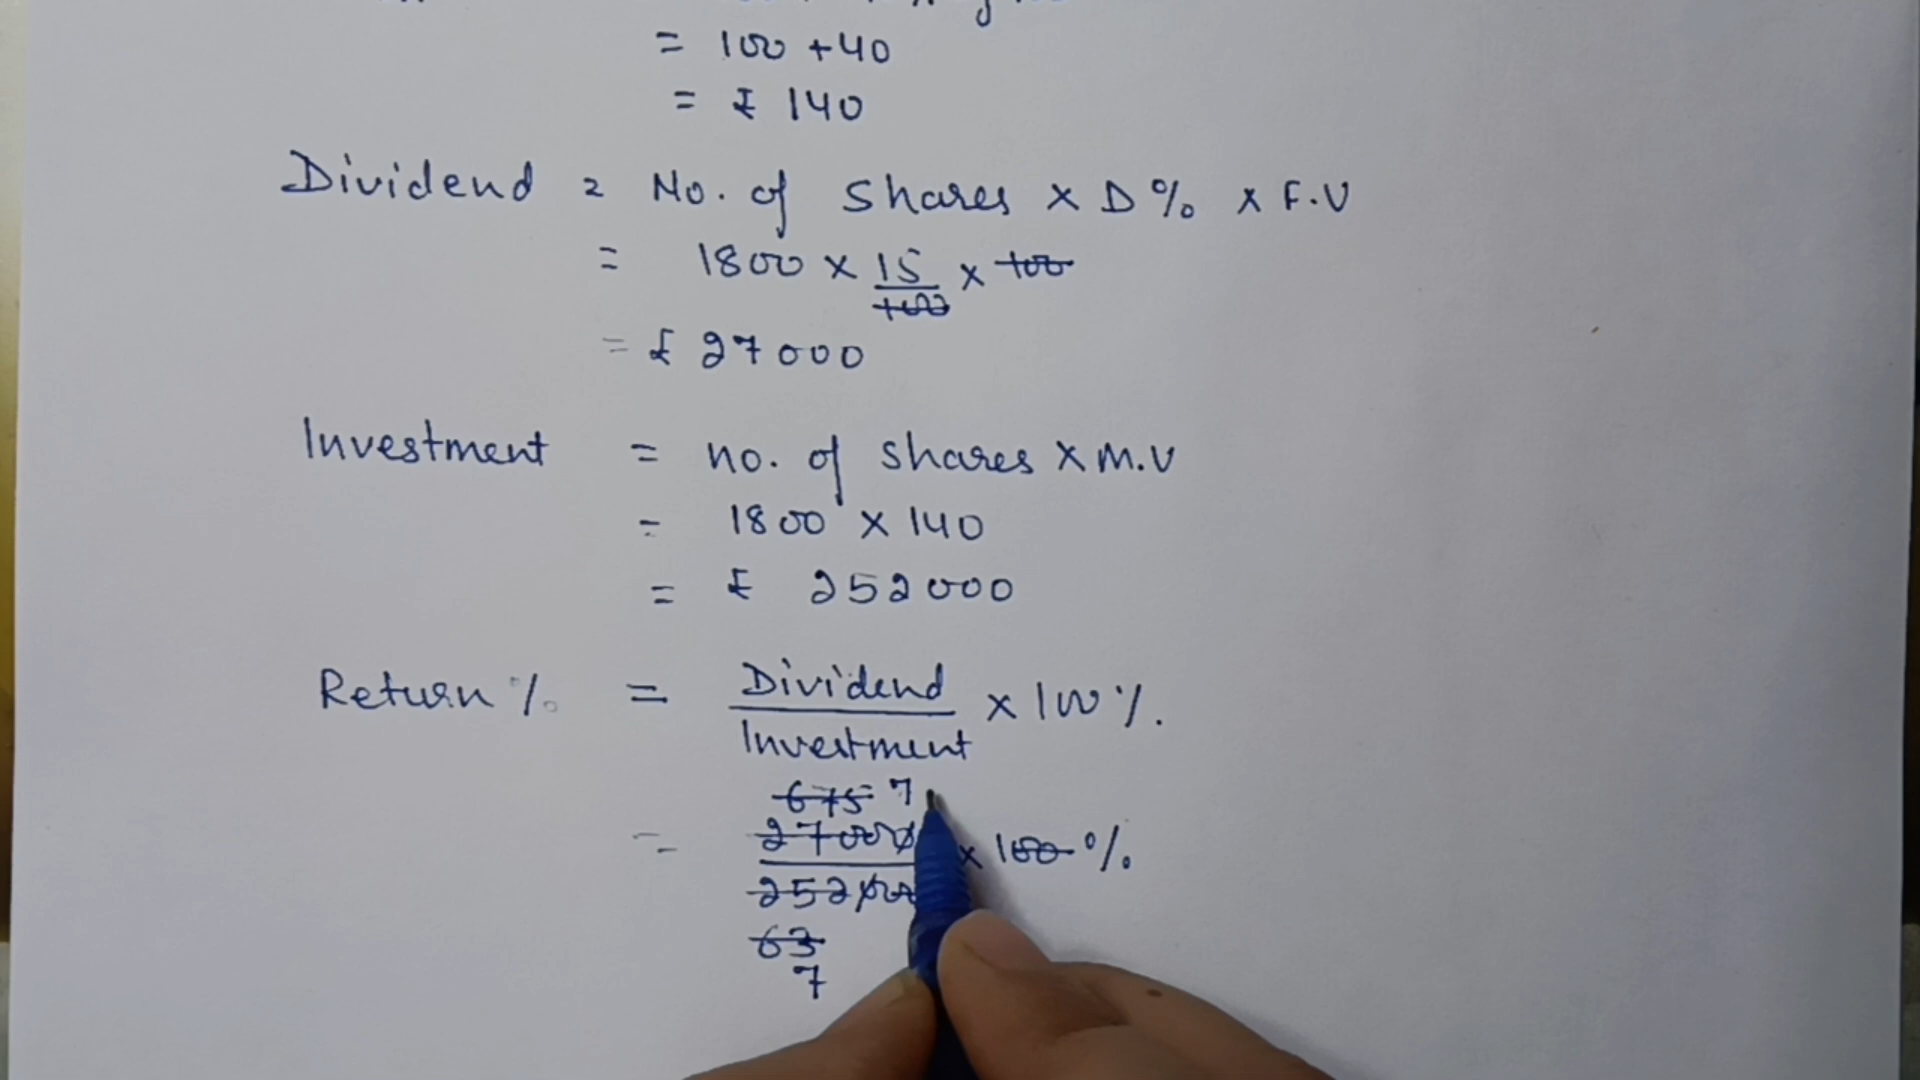 = 100 + 40
= ₹ 140
Dividend = No. of shares × D% × F.V
= 1800 × 15/100 × 100
= ₹ 27000
Investment = no. of shares × M.V
= 1800 × 140
= ₹ 252000
Return % = Dividend/Investment × 100%.
675 7
= 27000/252000 × 100 %
63
7